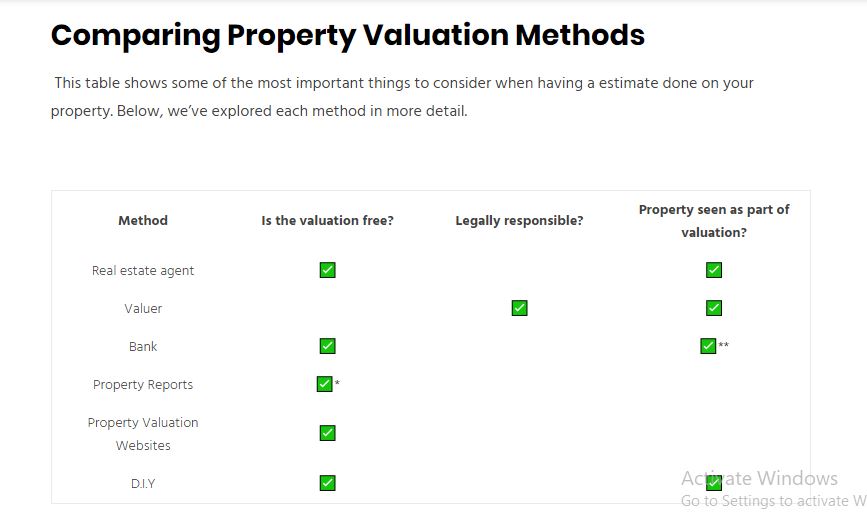 Comparing Property Valuation Methods
This table shows some of the most important things to consider when having a estimate done on your
property. Below, we've explored each method in more detail.
Method Is the valuation free? Legally responsible? Property seen as part of
valuation?
Real estate agent ✅ ✅
Valuer ✅ ✅
Bank ✅ ✅**
Property Reports ✅*
Property Valuation
Websites ✅
D.I.Y ✅ ✅
Activate Windows
Go to Settings to activate W